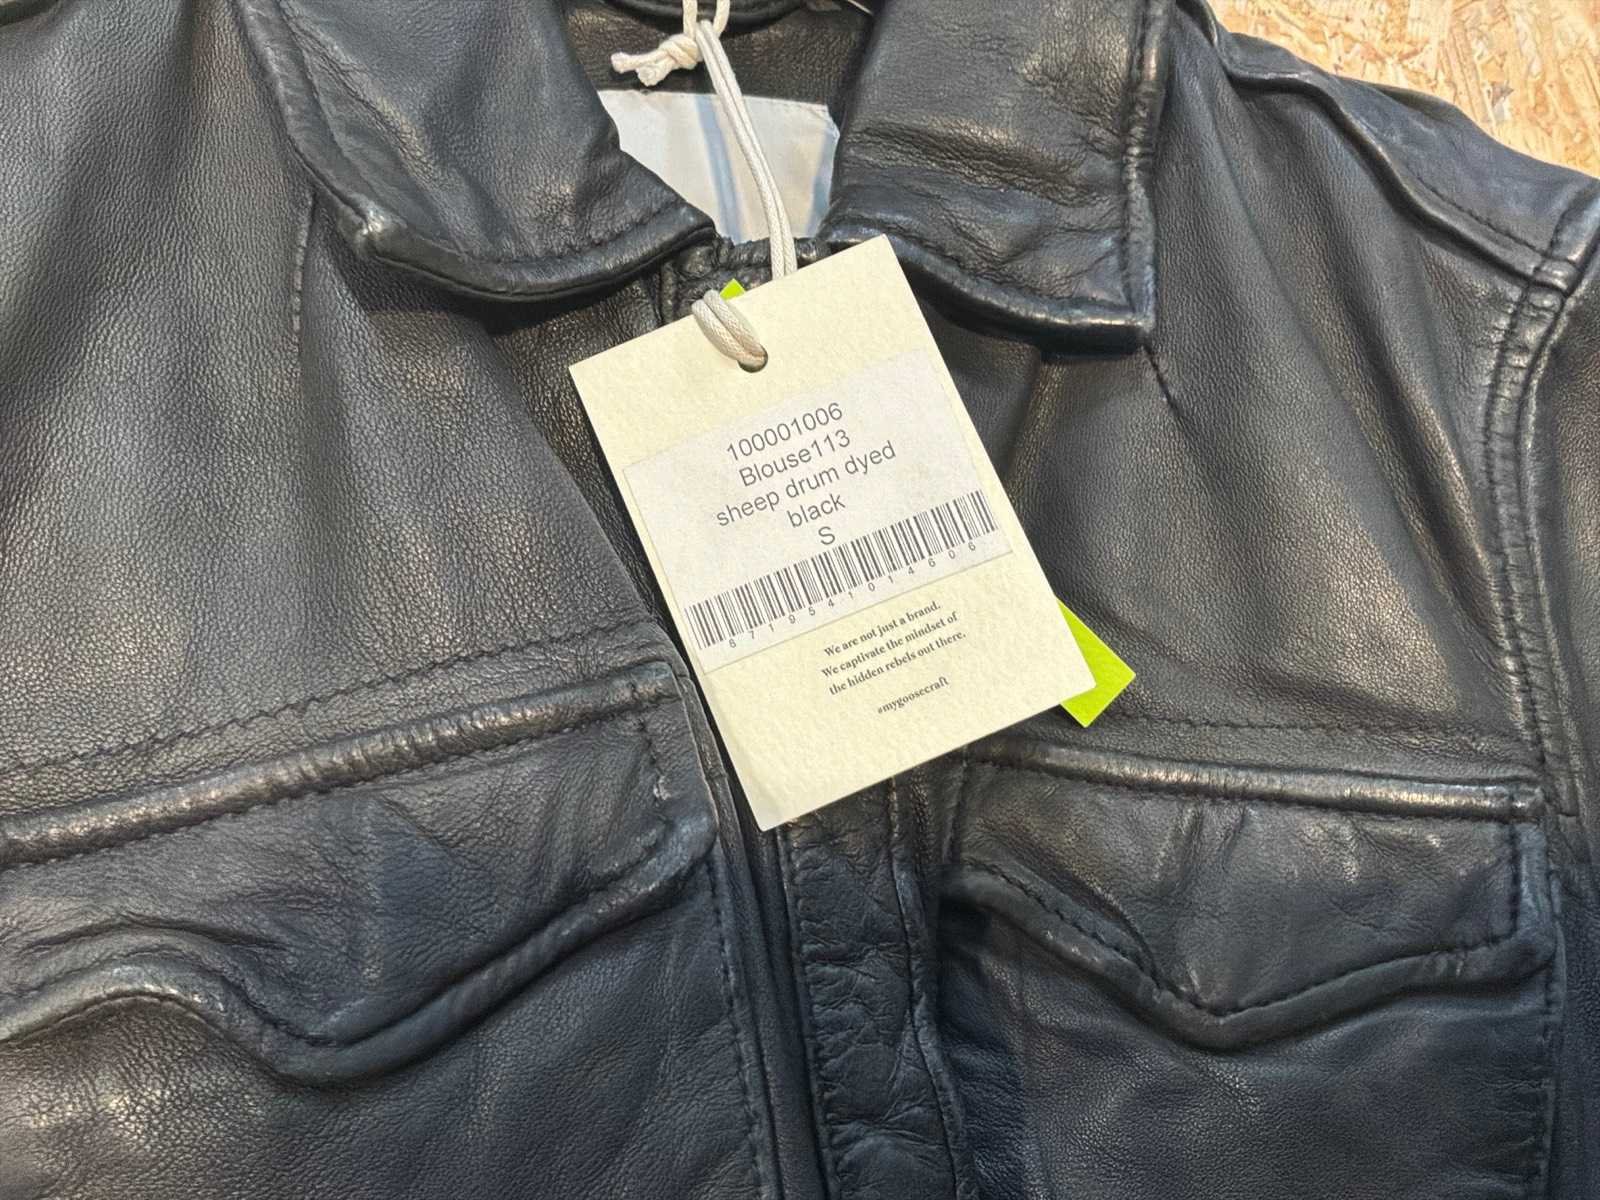 100001006
Blouse113
sheep drum dyed
black
S
8719541014606
We are not just a brand.
We captivate the mindset of
the hidden rebels out there.
#mygoosecraft